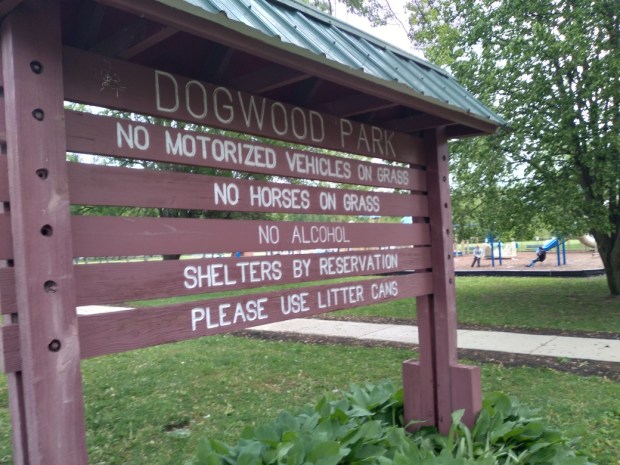 DOGWOOD PARK
NO MOTORIZED VEHICLES ON GRASS
NO HORSES ON GRASS
NO ALCOHOL
SHELTERS BY RESERVATION
PLEASE USE LITTER CANS